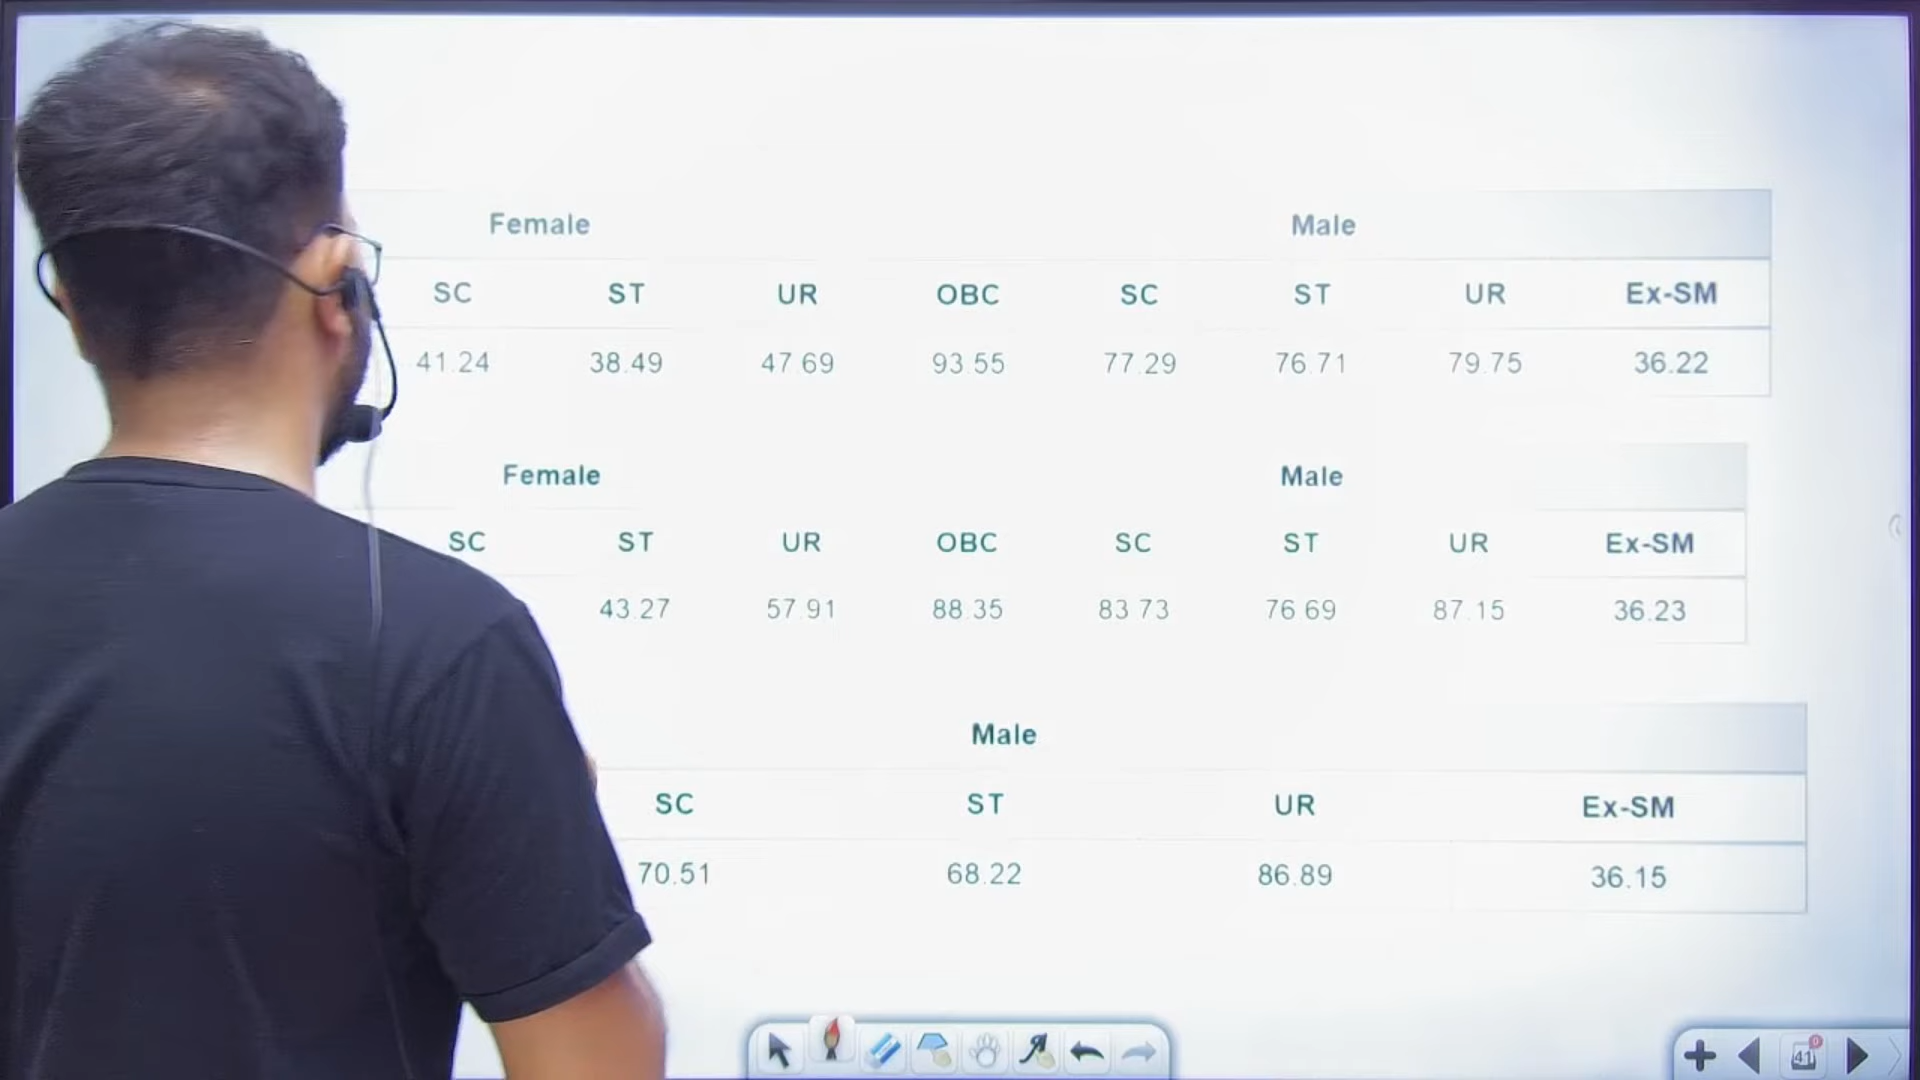 Female Male
SC ST UR OBC SC ST UR Ex-SM
41.24 38.49 47 69 93.55 77.29 76.71 79.75 36.22
Female Male
SC ST UR OBC SC ST UR Ex-SM
43.27 57.91 88.35 83 73 76 69 87.15 36.23
Male
SC ST UR Ex-SM
70.51 68.22 86.89 36.15
41
0